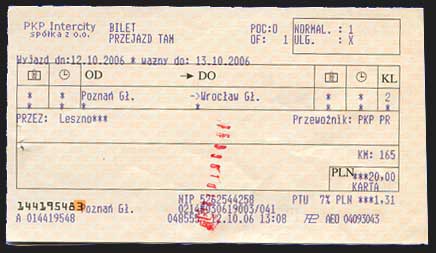 PKP Intercity
spółka z o.o.
BILET
PRZEJAZD TAM
POC:O
OF: 1
NORMAL. : 1
ULG. : X
Wyjazd dn:12.10.2006 * ważny do: 13.10.2006
OD → DO KL
* * Poznań Gł. ->Wrocław Gł. * * 2
* * * *
PRZEZ: Leszno*** Przewoźnik: PKP PR
KM: 165
PLN ***20,00
KARTA
NIP 5262544258 PTU 7% PLN ***1,31
144195483 Poznań Gł. 02140030619003/041
A 014419548 12.10.06 13:08 AEO 04093043